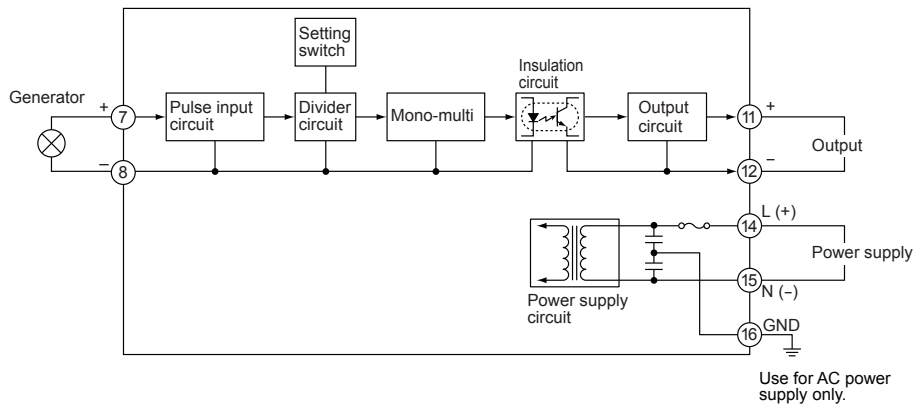 Setting
switch
Insulation
circuit
Generator
+
7
Pulse input
circuit
Divider
circuit
Mono-multi
Output
circuit
11
+
–
8
12
–
Output
L (+)
14
Power supply
15
N (–)
Power supply
circuit
16
GND
Use for AC power
supply only.